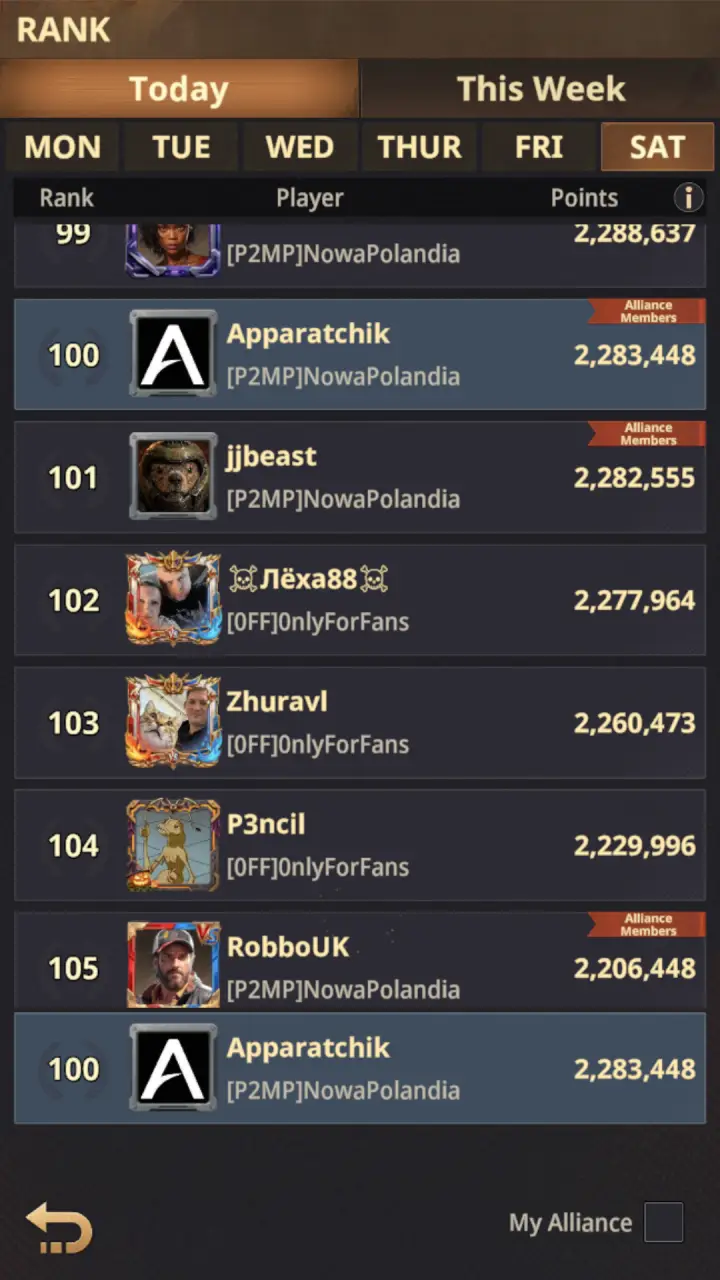 RANK
Today
This Week
MON
TUE
WED
THUR
FRI
SAT
Rank
Player
Points
i
99
[P2MP]NowaPolandia
2,288,637
Alliance
Members
100
Apparatchik
[P2MP]NowaPolandia
2,283,448
Alliance
Members
101
jjbeast
[P2MP]NowaPolandia
2,282,555
102
☠Лёха88☠
[0FF]0nlyForFans
2,277,964
103
Zhuravl
[0FF]0nlyForFans
2,260,473
104
P3ncil
[0FF]0nlyForFans
2,229,996
Alliance
Members
105
RobboUK
[P2MP]NowaPolandia
2,206,448
100
Apparatchik
[P2MP]NowaPolandia
2,283,448
My Alliance